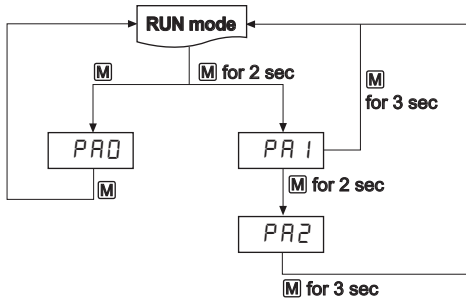 RUN mode
M
M for 2 sec
M
for 3 sec
PA0
PA1
M
M for 2 sec
PA2
M for 3 sec